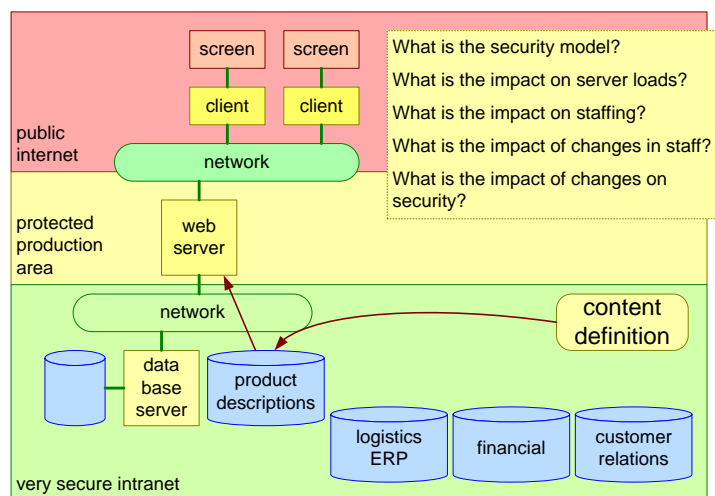 screen
screen
What is the security model?
What is the impact on server loads?
client
client
What is the impact on staffing?
public
internet
What is the impact of changes in staff?
network
What is the impact of changes on
security?
protected
production
area
web
server
network
content
definition
data
base
server
product
descriptions
logistics
ERP
financial
customer
relations
very secure intranet